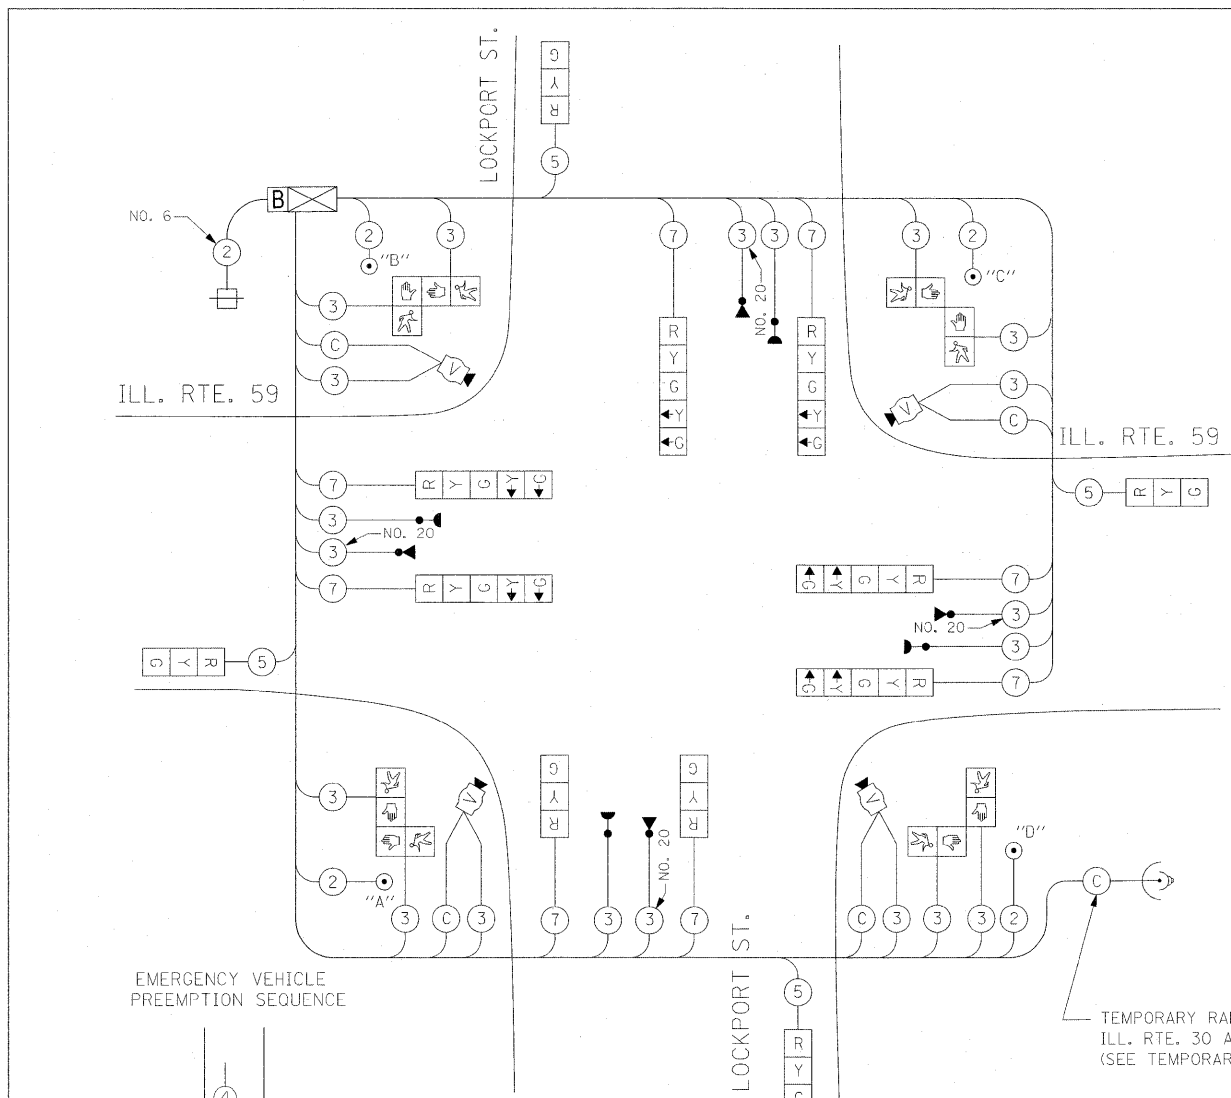 LOCKPORT ST.
G
Y
R
5
B
NO. 6
2
2
3
7
3
3
7
3
2
"B"
"C"
NO. 20
3
3
C
V
3
3
V
C
R
Y
G
Y
G
R
Y
G
Y
G
ILL. RTE. 59
ILL. RTE. 59
7
R Y G Y G
5
R Y G
3
NO. 20
3
7
R Y G Y G
G Y G Y R
7
3
NO. 20
3
G Y G Y R
7
G Y R
5
G
Y
R
G
Y
R
3
V
V
2
"A"
"D"
NO. 20
C
3
C
3
7
3
3
7
C
3
3
3
2
LOCKPORT ST.
5
R
Y
G
EMERGENCY VEHICLE
PREEMPTION SEQUENCE
4
TEMPORARY RA
ILL. RTE. 30 A
(SEE TEMPORAR